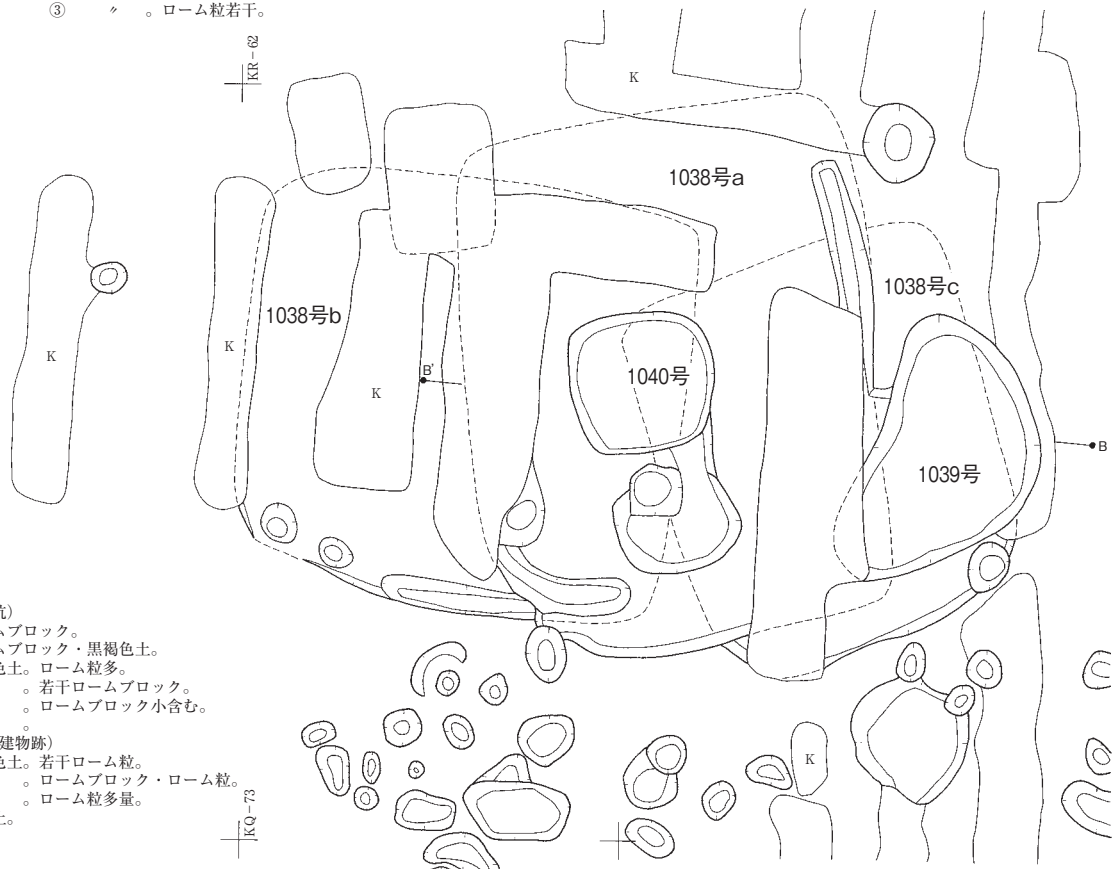 ③　〃　。ローム粒若干。
KR-62
K
1038号a
1038号c
1038号b
K
K
B'
K
1040号
B
1039号
坑）
ムブロック。
ムブロック・黒褐色土。
色土。ローム粒多。
。若干ロームブロック。
。ロームブロック小含む。
。
建物跡）
色土。若干ローム粒。
。ロームブロック・ローム粒。
。ローム粒多量。
土。
K
KQ-73